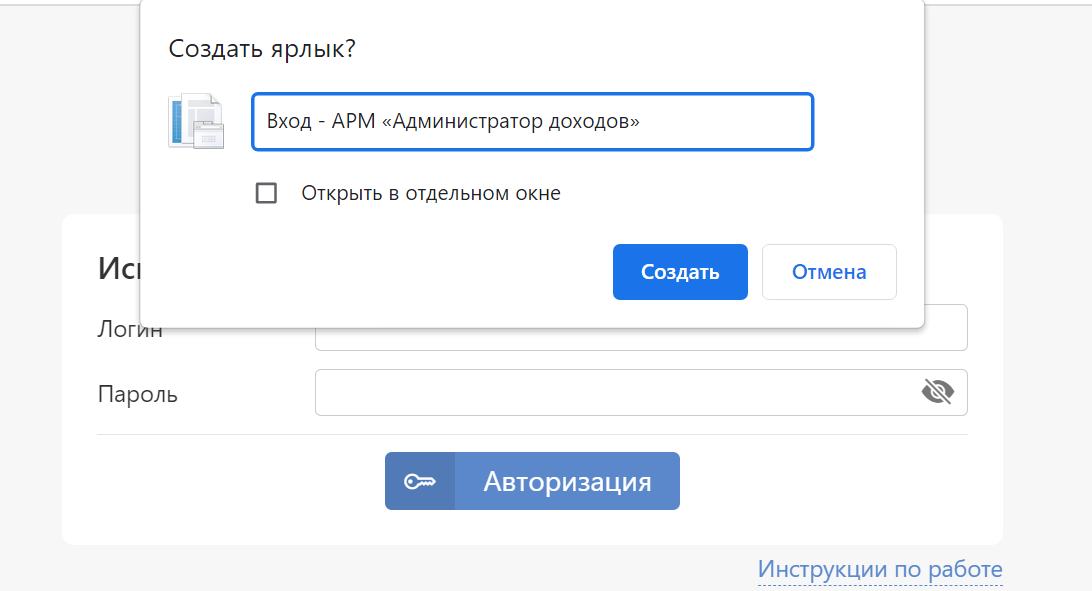 Создать ярлык?
Вход - АРМ «Администратор доходов»
Открыть в отдельном окне
Создать
Отмена
Логин
Пароль
Авторизация
Инструкции по работе